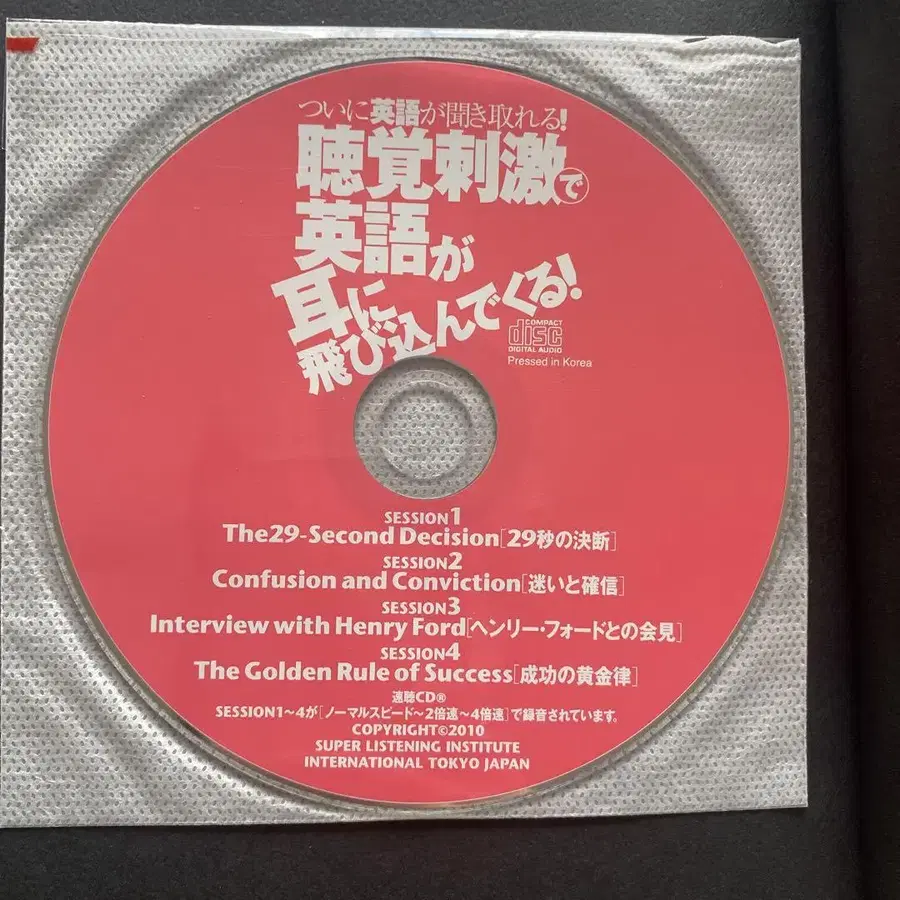 ついに英語が聞き取れる!
聴覚刺激で
英語が
耳に
飛び込んでくる!
COMPACT
disc
DIGITAL AUDIO
Pressed in Korea
SESSION1
The29-Second Decision[29秒の決断]
SESSION2
Confusion and Conviction[迷いと確信]
SESSION3
Interview with Henry Ford[ヘンリー・フォードとの会見]
SESSION4
The Golden Rule of Success[成功の黄金律]
速聴CD®
SESSION1~4が[ノーマルスピード~2倍速~4倍速]で録音されています。
COPYRIGHT©2010
SUPER LISTENING INSTITUTE
INTERNATIONAL TOKYO JAPAN